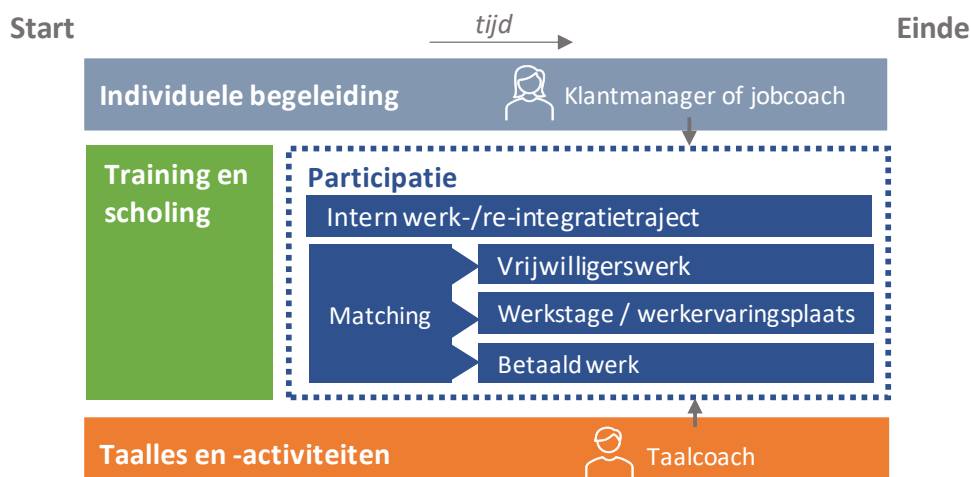 Start
tijd
Einde
Individuele begeleiding
Klantmanager of jobcoach
Training en
scholing
Participatie
Intern werk-/re-integratietraject
Matching
Vrijwilligerswerk
Werkstage / werkervaringsplaats
Betaald werk
Taalles en -activiteiten
Taalcoach